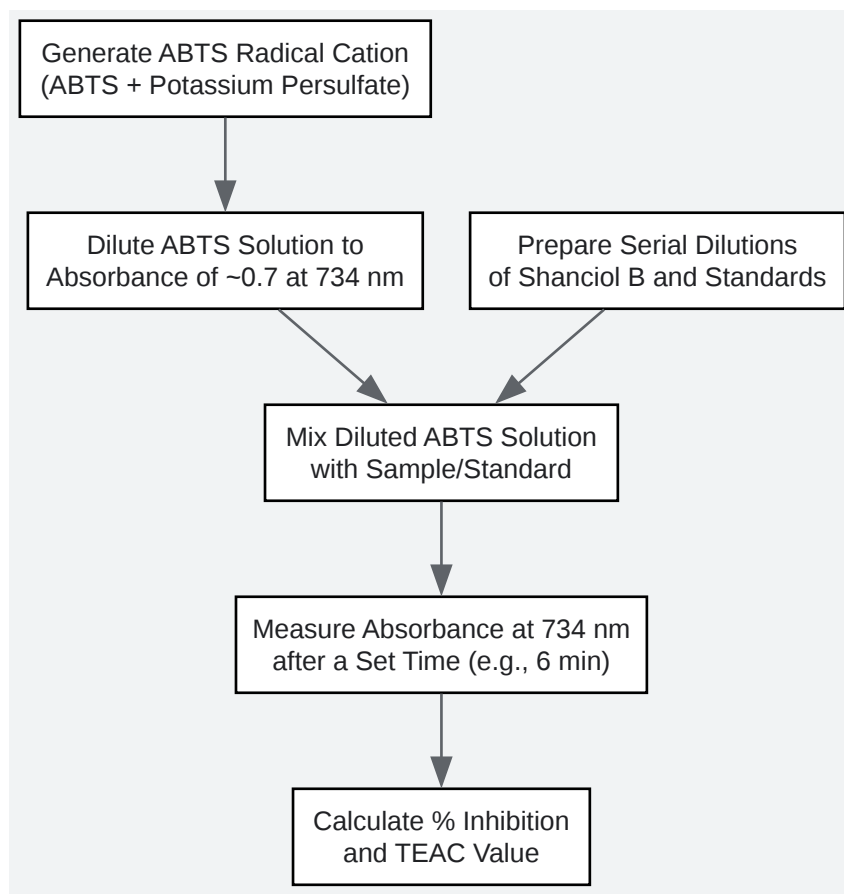 Generate ABTS Radical Cation
(ABTS + Potassium Persulfate)
Dilute ABTS Solution to
Absorbance of ~0.7 at 734 nm
Prepare Serial Dilutions
of Shanciol B and Standards
Mix Diluted ABTS Solution
with Sample/Standard
Measure Absorbance at 734 nm
after a Set Time (e.g., 6 min)
Calculate % Inhibition
and TEAC Value